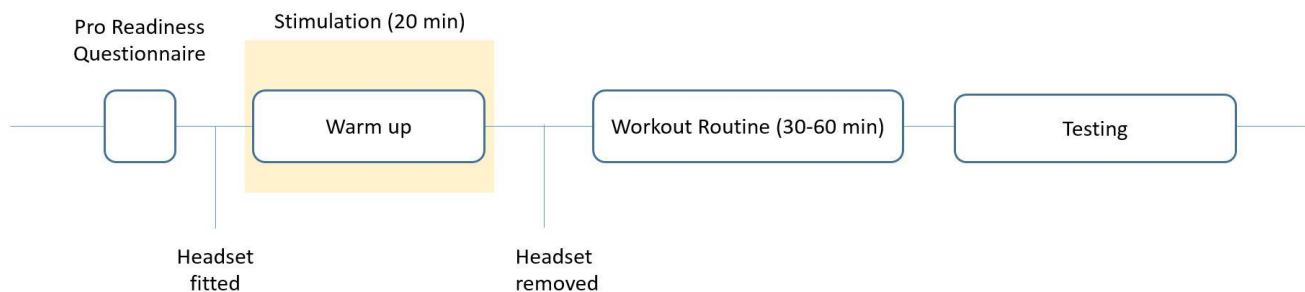 Pro Readiness
Questionnaire
Stimulation (20 min)
Warm up
Workout Routine (30-60 min)
Testing
Headset
fitted
Headset
removed